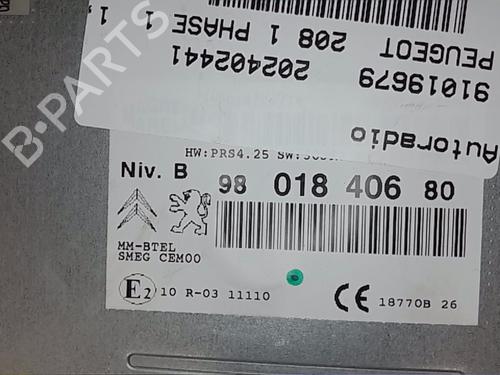 Autoradio
91019679
202402441
PEUGEOT 208 1 PHASE 1
B-PARTS
HW:PRS4.25
Niv. B 98 018 406 80
MM-BTEL
SMEG CEM00
E2 10 R-03 11110
CE 18770B 26